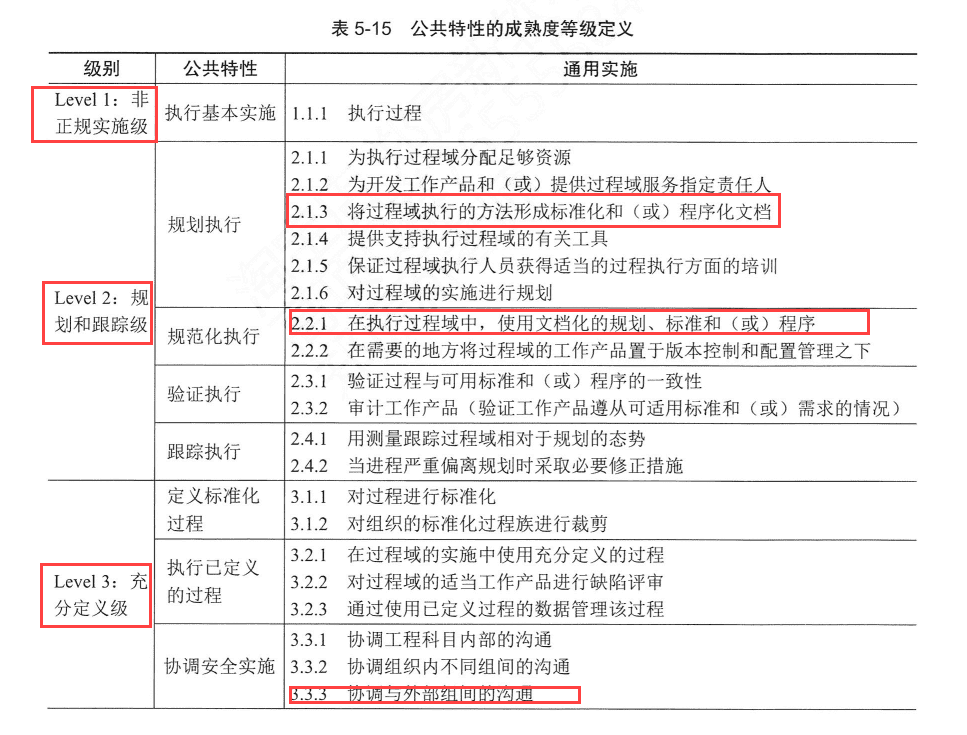 表 5-15 公共特性的成熟度等级定义
级别 公共特性 通用实施
Level 1：非
正规实施级
执行基本实施
1.1.1 执行过程
Level 2：规
划和跟踪级
规划执行
2.1.1 为执行过程域分配足够资源
2.1.2 为开发工作产品和（或）提供过程域服务指定责任人
2.1.3 将过程域执行的方法形成标准化和（或）程序化文档
2.1.4 提供支持执行过程域的有关工具
2.1.5 保证过程域执行人员获得适当的过程执行方面的培训
2.1.6 对过程域的实施进行规划
规范化执行
2.2.1 在执行过程域中，使用文档化的规划、标准和（或）程序
2.2.2 在需要的地方将过程域的工作产品置于版本控制和配置管理之下
验证执行
2.3.1 验证过程与可用标准和（或）程序的一致性
2.3.2 审计工作产品（验证工作产品遵从可适用标准和（或）需求的情况）
跟踪执行
2.4.1 用测量跟踪过程域相对于规划的态势
2.4.2 当进程严重偏离规划时采取必要修正措施
Level 3：充
分定义级
定义标准化
过程
3.1.1 对过程进行标准化
3.1.2 对组织的标准化过程族进行裁剪
执行已定义
的过程
3.2.1 在过程域的实施中使用充分定义的过程
3.2.2 对过程域的适当工作产品进行缺陷评审
3.2.3 通过使用已定义过程的数据管理该过程
协调安全实施
3.3.1 协调工程科目内部的沟通
3.3.2 协调组织内不同组间的沟通
3.3.3 协调与外部组间的沟通